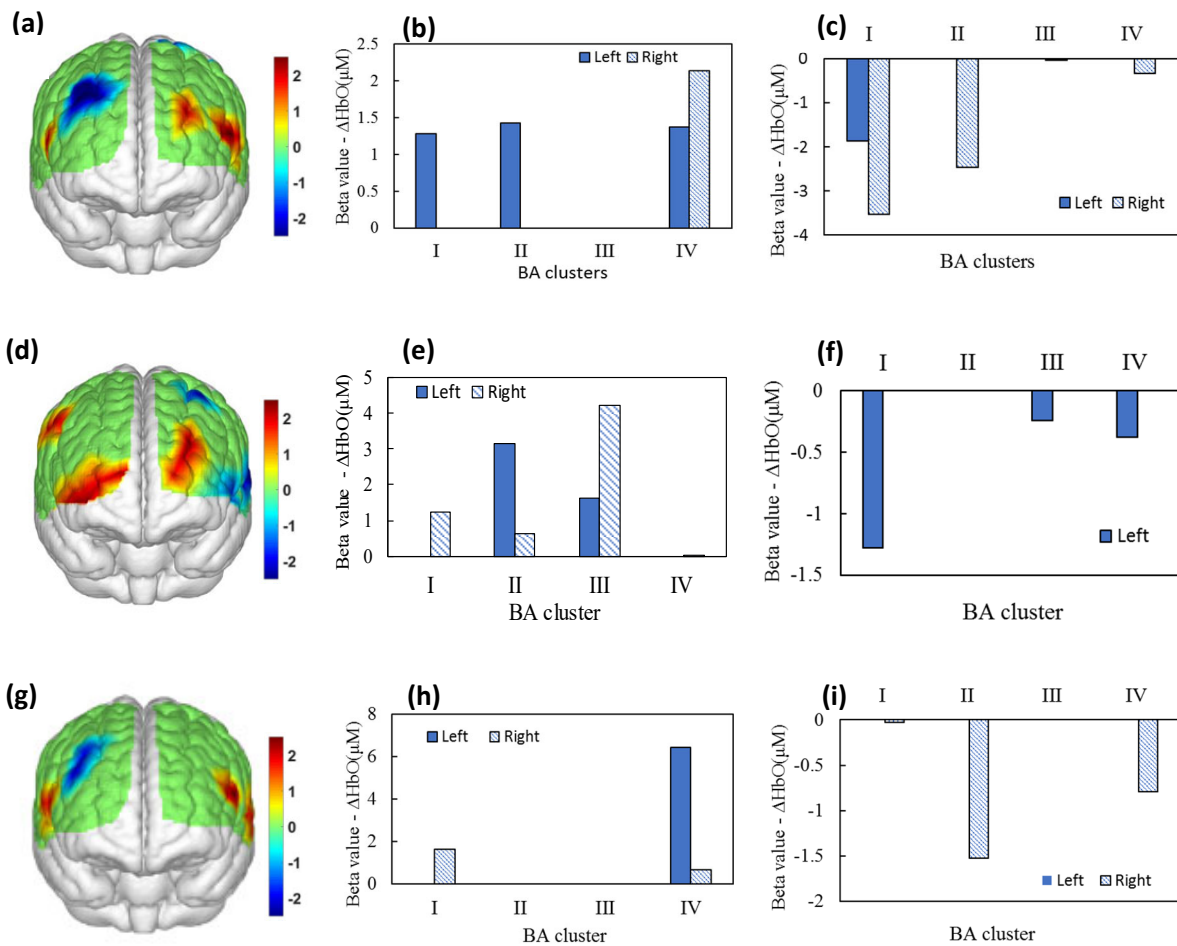 (a)
2
1
0
-1
-2
(b)
Beta value - ΔHbO(μM)
2.5
2
1.5
1
0.5
0
Left Right
I II III IV
BA clusters
(c)
I II III IV
Beta value - ΔHbO(μM)
0
-1
-2
-3
-4
Left Right
BA clusters
(d)
2
1
0
-1
-2
(e)
Beta value - ΔHbO(μM)
5
4
3
2
1
0
Left Right
I II III IV
BA cluster
(f)
I II III IV
Beta value - ΔHbO(μM)
0
-0.5
-1
-1.5
Left
BA cluster
(g)
2
1
0
-1
-2
(h)
Beta value - ΔHbO(μM)
8
6
4
2
0
Left Right
I II III IV
BA cluster
(i)
I II III IV
Beta value - ΔHbO(μM)
0
-0.5
-1
-1.5
-2
Left Right
BA cluster